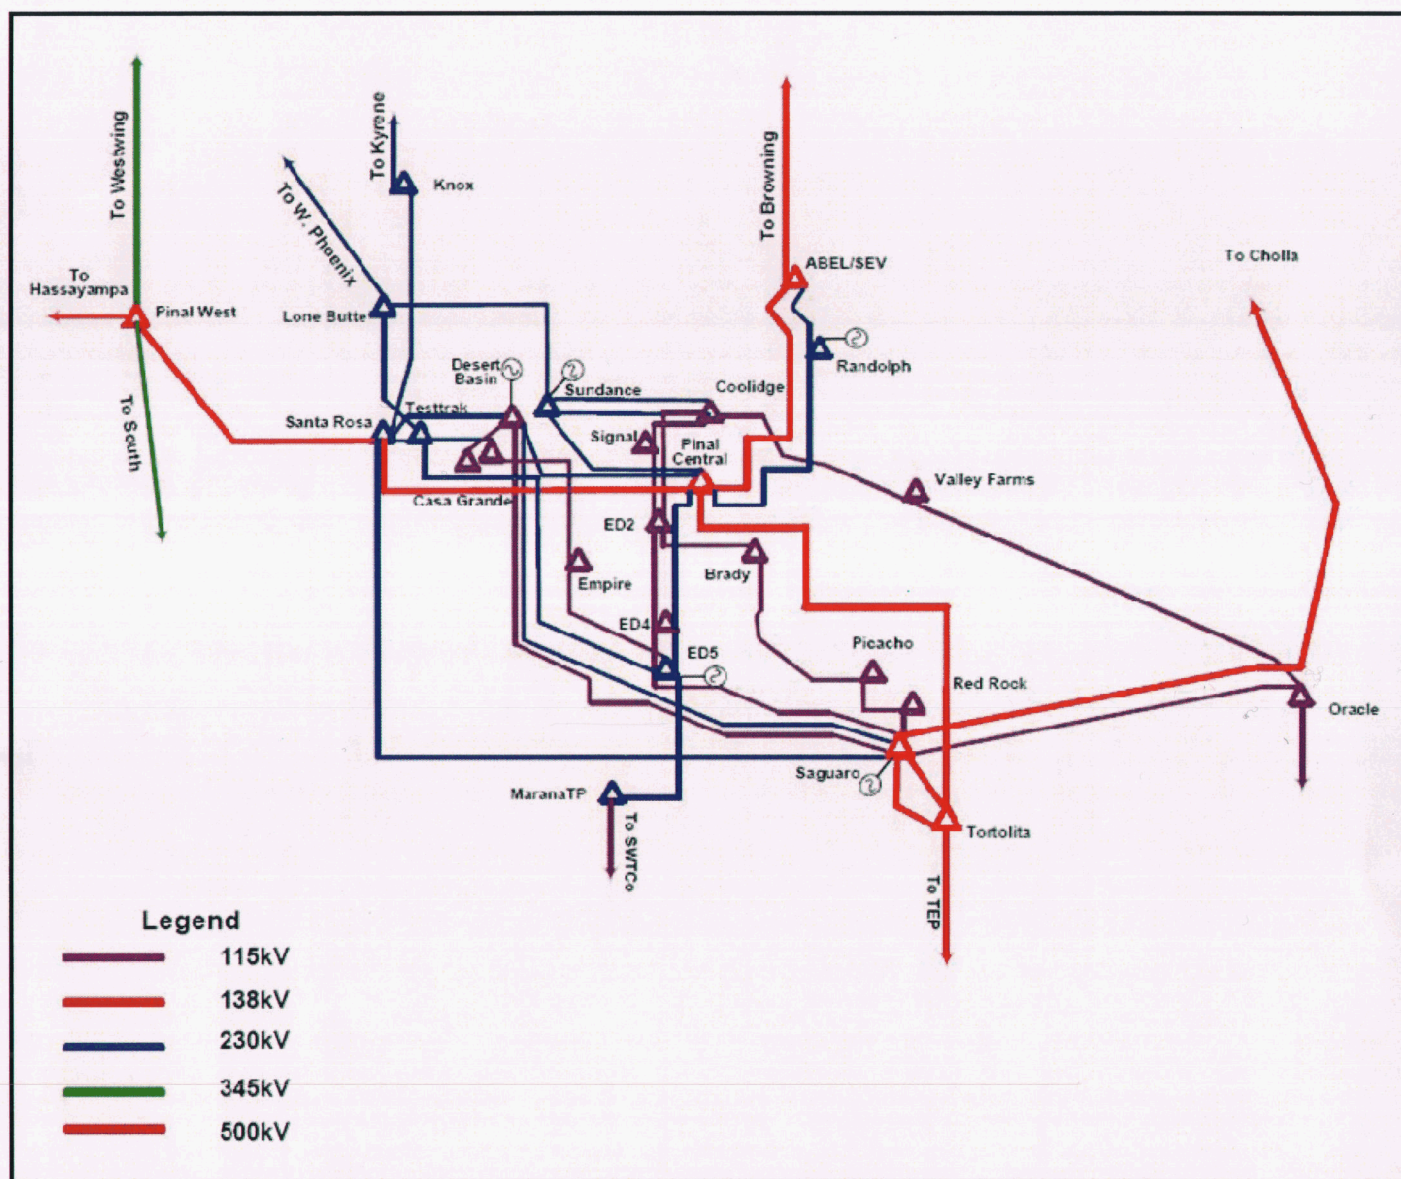 To Westwing
To Kyrene
Knox
To W. Phoenix
To Browning
ABEL/SEV
To Cholla
To
Hassayampa
Pinal West
Lone Butte
Randolph
Desert
Basin
Sundance
Coolidge
To South
Santa Rosa
Testtrak
Signal
Pinal
Central
Valley Farms
Casa Grande
ED2
Brady
Empire
ED4
ED5
Picacho
Red Rock
Oracle
Saguaro
MaranaTP
To SWTCo
Tortolita
To TEP
Legend
115kV
138kV
230kV
345kV
500kV